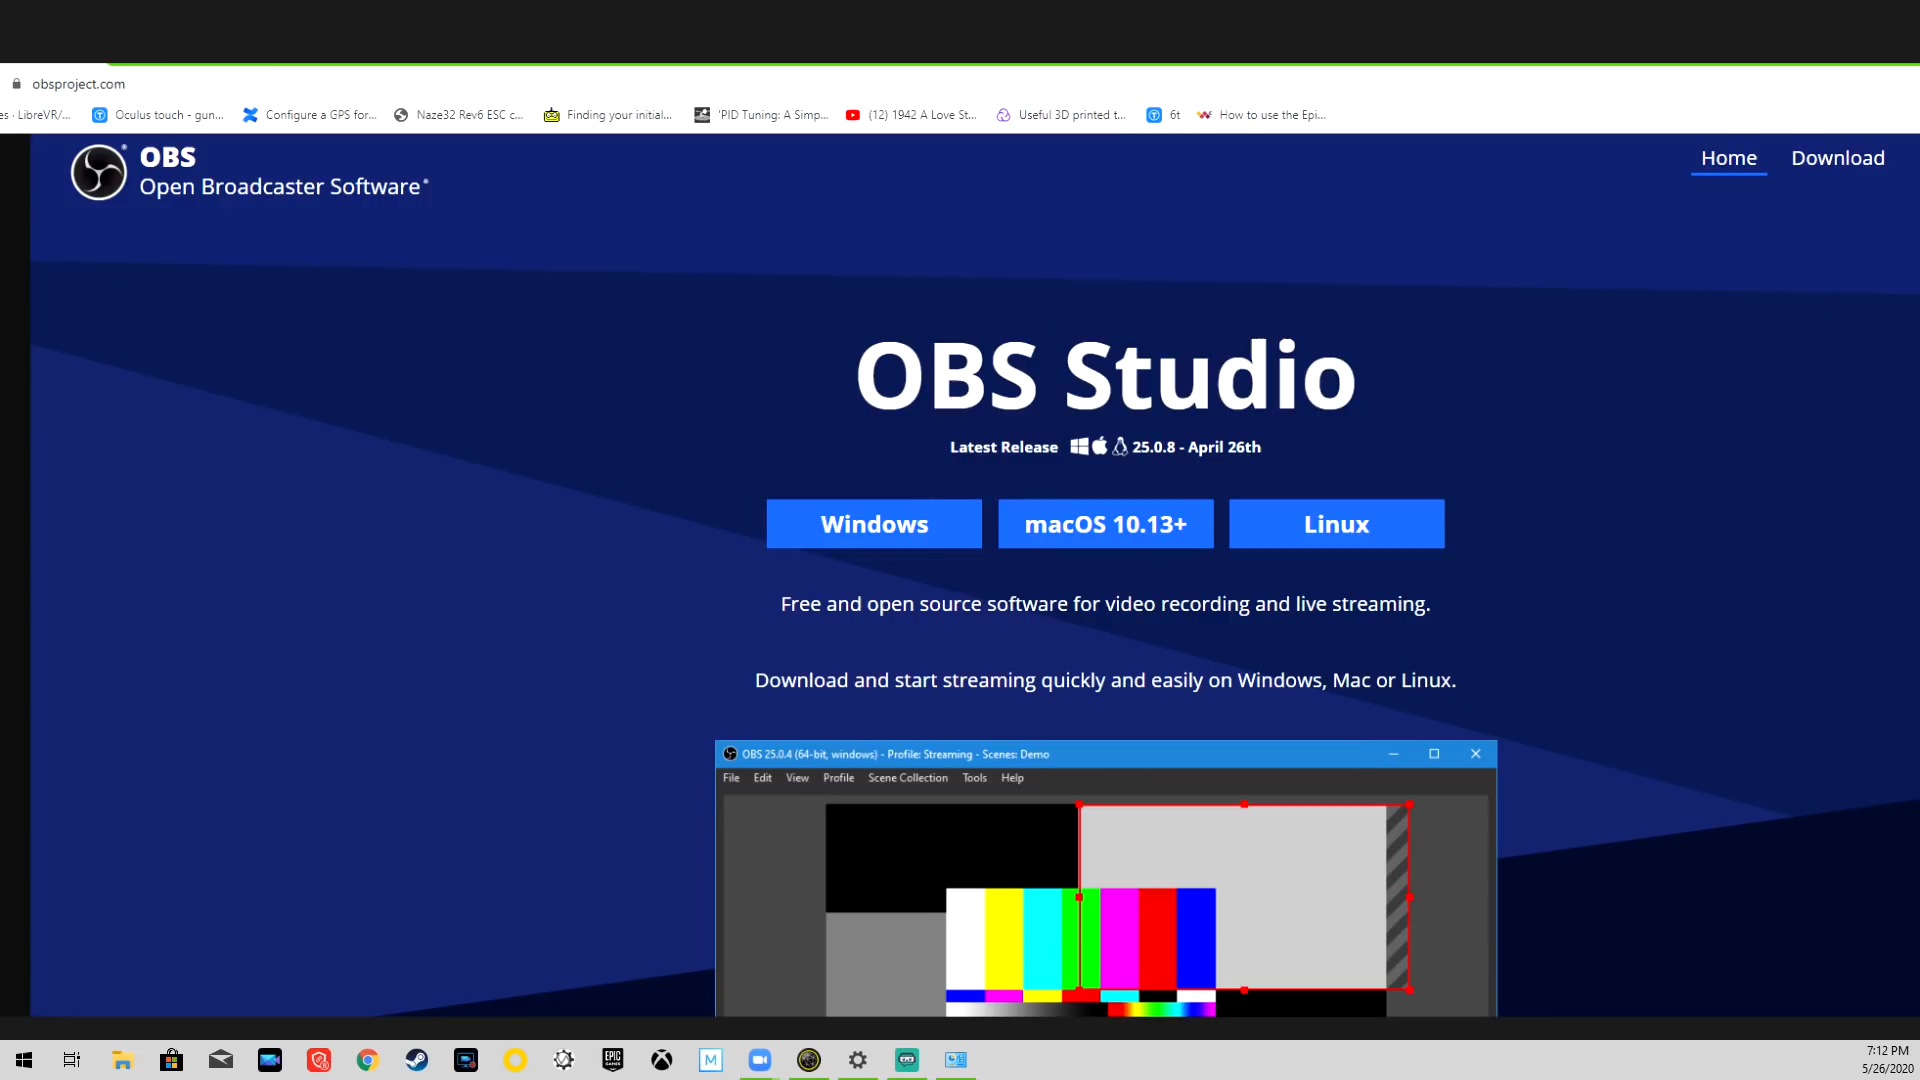 obsproject.com
es · LibreVR/...
Oculus touch - gun...
Configure a GPS for...
Naze32 Rev6 ESC c...
Finding your initial...
'PID Tuning: A Simp...
(12) 1942 A Love St...
Useful 3D printed t...
6t
How to use the Epi...
OBS
Open Broadcaster Software
Home
Download
OBS Studio
Latest Release 25.0.8 - April 26th
Windows
macOS 10.13+
Linux
Free and open source software for video recording and live streaming.
Download and start streaming quickly and easily on Windows, Mac or Linux.
OBS 25.0.4 (64-bit, windows) - Profile: Streaming - Scenes: Demo
File Edit View Profile Scene Collection Tools Help
EPIC
GAMES
M
7:12 PM
5/26/2020